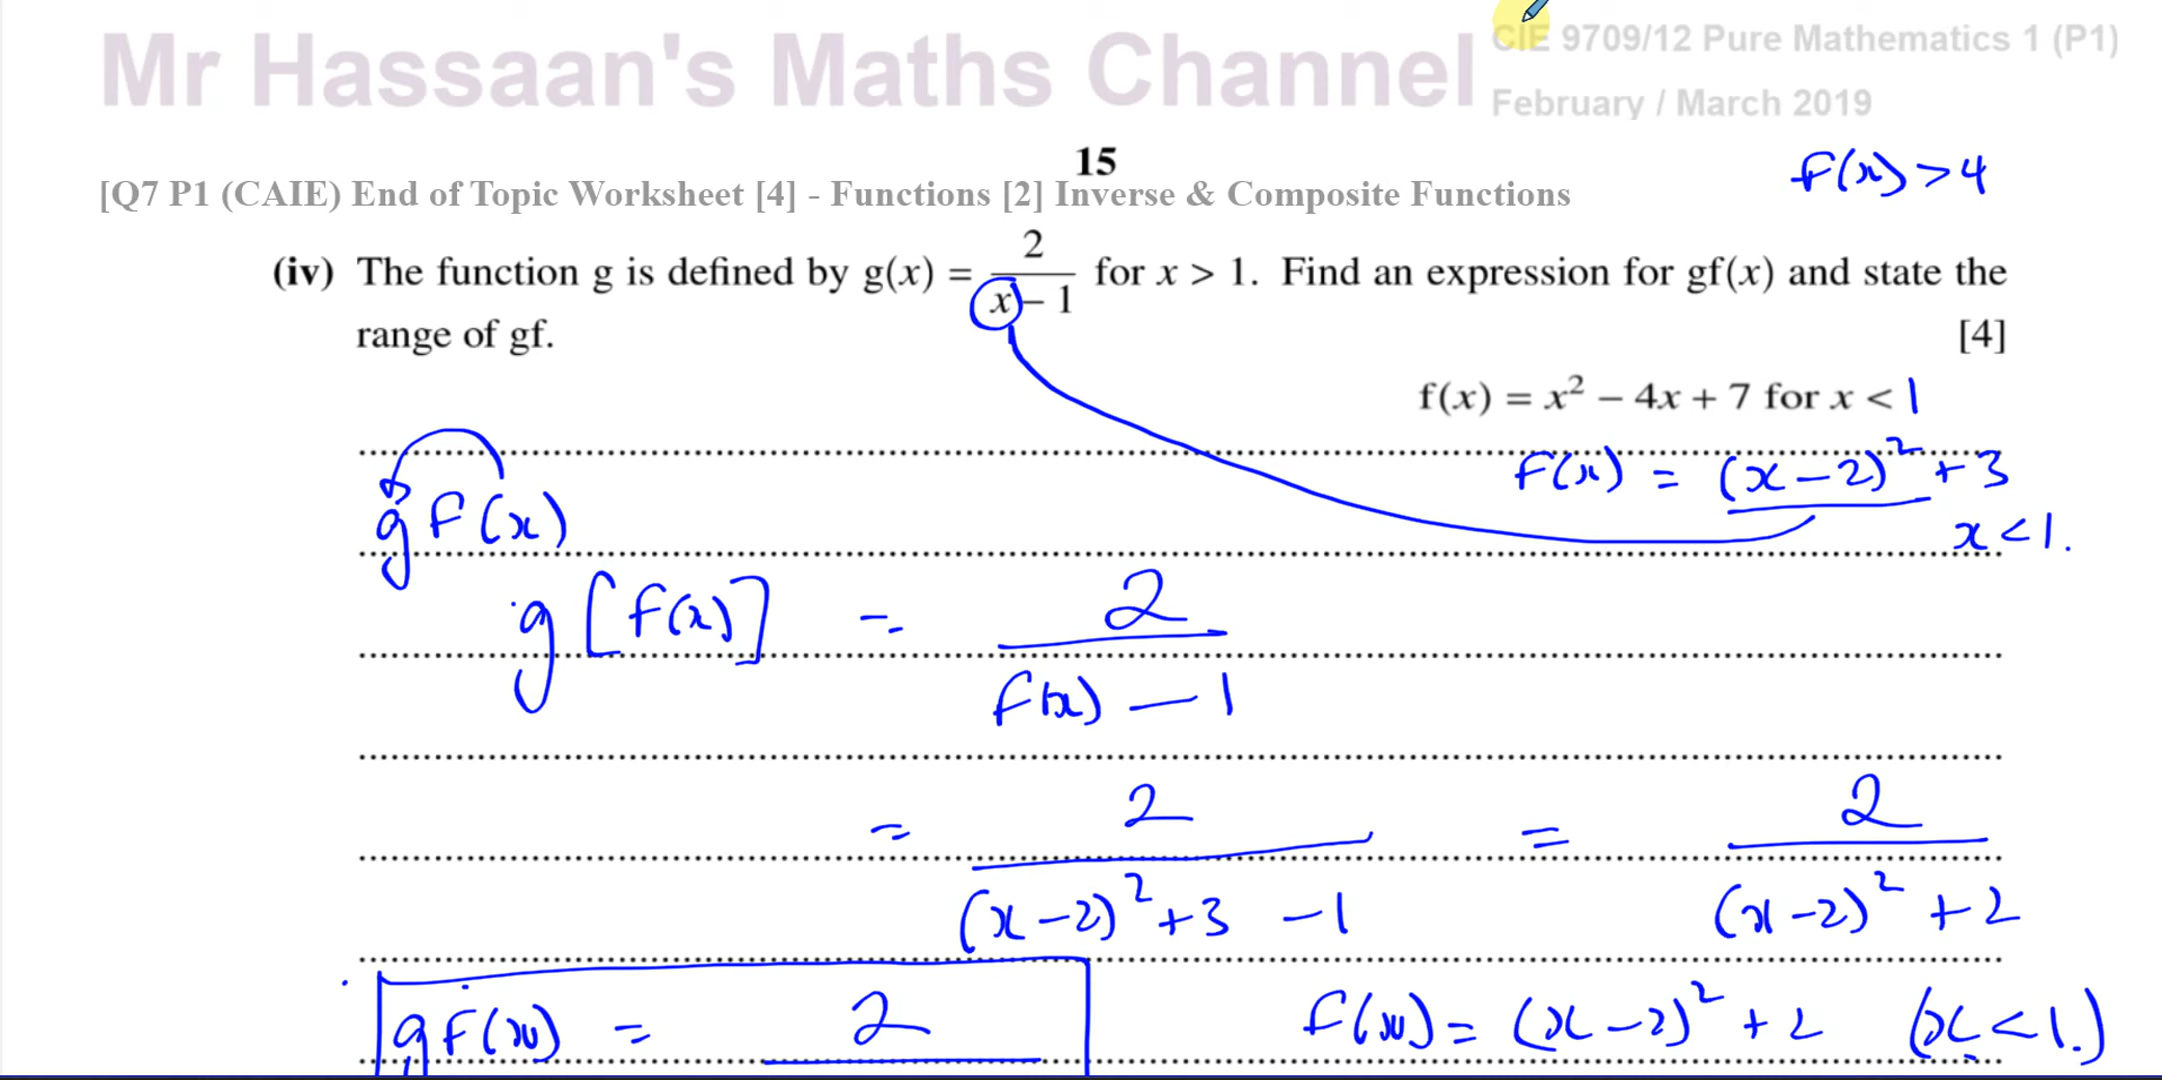 Mr Hassaan's Maths Channel
CIE 9709/12 Pure Mathematics 1 (P1)
February / March 2019
15
[Q7 P1 (CAIE) End of Topic Worksheet [4] - Functions [2] Inverse & Composite Functions
f(x) > 4
(iv) The function g is defined by g(x) = 2/(x − 1) for x > 1. Find an expression for gf(x) and state the
range of gf. [4]
f(x) = x² − 4x + 7 for x < 1
f(x) = (x − 2)² + 3
x < 1.
gf(x)
g[f(x)] = 2/(f(x) − 1)
= 2/((x − 2)² + 3 − 1) = 2/((x − 2)² + 2)
gf(x) = 2
f(x) = (x − 2)² + 2 (x < 1.)